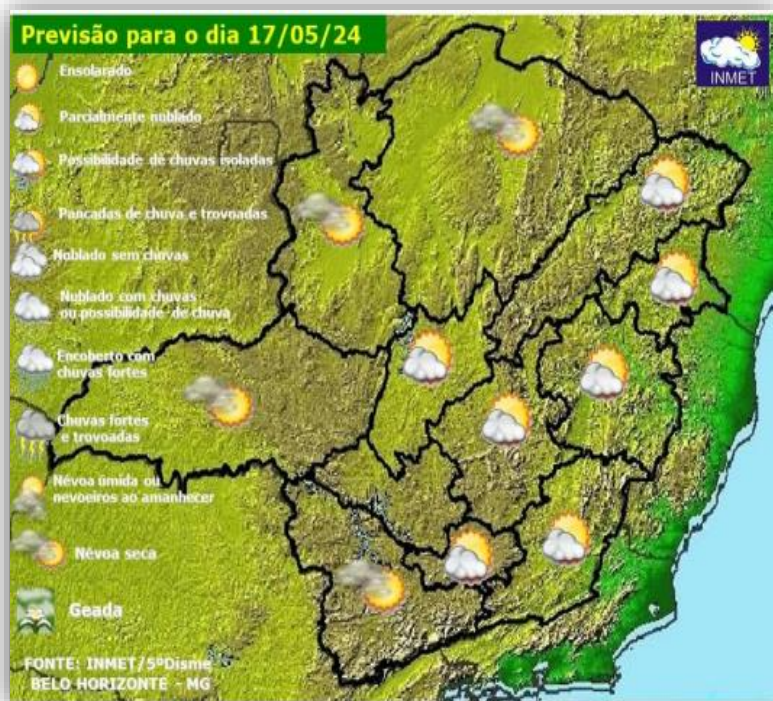 Previsão para o dia 17/05/24
INMET
Ensolarado
Parcialmente nublado
Possibilidade de chuvas isoladas
Pancadas de chuva e trovoadas
Noblado sem chuvas
Nublado com chuvas
ou possibilidade de chuva
Encoberto com
chuvas fortes
Chuvas fortes
e trovoadas
Névoa úmida ou
nevoeiros ao amanhecer
Névoa seca
Geada
FONTE: INMET/5ºDisme
BELO HORIZONTE - MG